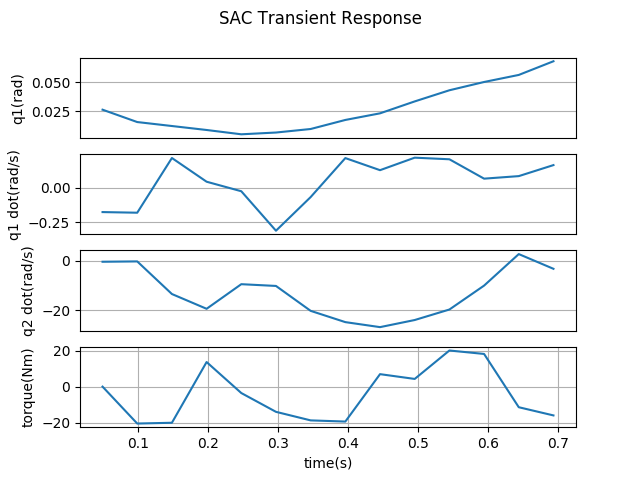 SAC Transient Response
q1(rad)
0.050
0.025
q1 dot(rad/s)
0.00
−0.25
q2 dot(rad/s)
0
−20
torque(Nm)
20
0
−20
0.1 0.2 0.3 0.4 0.5 0.6 0.7
time(s)